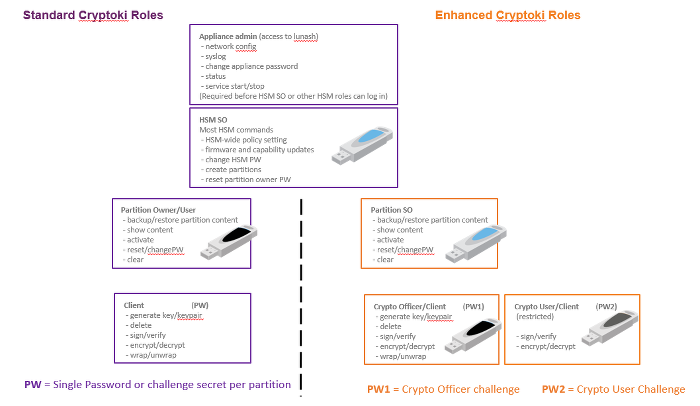 Standard Cryptoki Roles
Enhanced Cryptoki Roles
Appliance admin (access to lunash)
- network config
- syslog
- change appliance password
- status
- service start/stop
(Required before HSM SO or other HSM roles can log in)
HSM SO
Most HSM commands
- HSM-wide policy setting
- firmware and capability updates
- change HSM PW
- create partitions
- reset partition owner PW
Partition Owner/User
- backup/restore partition content
- show content
- activate
- reset/changePW
- clear
Partition SO
- backup/restore partition content
- show content
- activate
- reset/changePW
- clear
Client (PW)
- generate key/keypair
- delete
- sign/verify
- encrypt/decrypt
- wrap/unwrap
Crypto Officer/Client (PW1)
- generate key/keypair
- delete
- sign/verify
- encrypt/decrypt
- wrap/unwrap
Crypto User/Client (PW2)
(restricted)
- sign/verify
- encrypt/decrypt
PW = Single Password or challenge secret per partition
PW1 = Crypto Officer challenge
PW2 = Crypto User Challenge